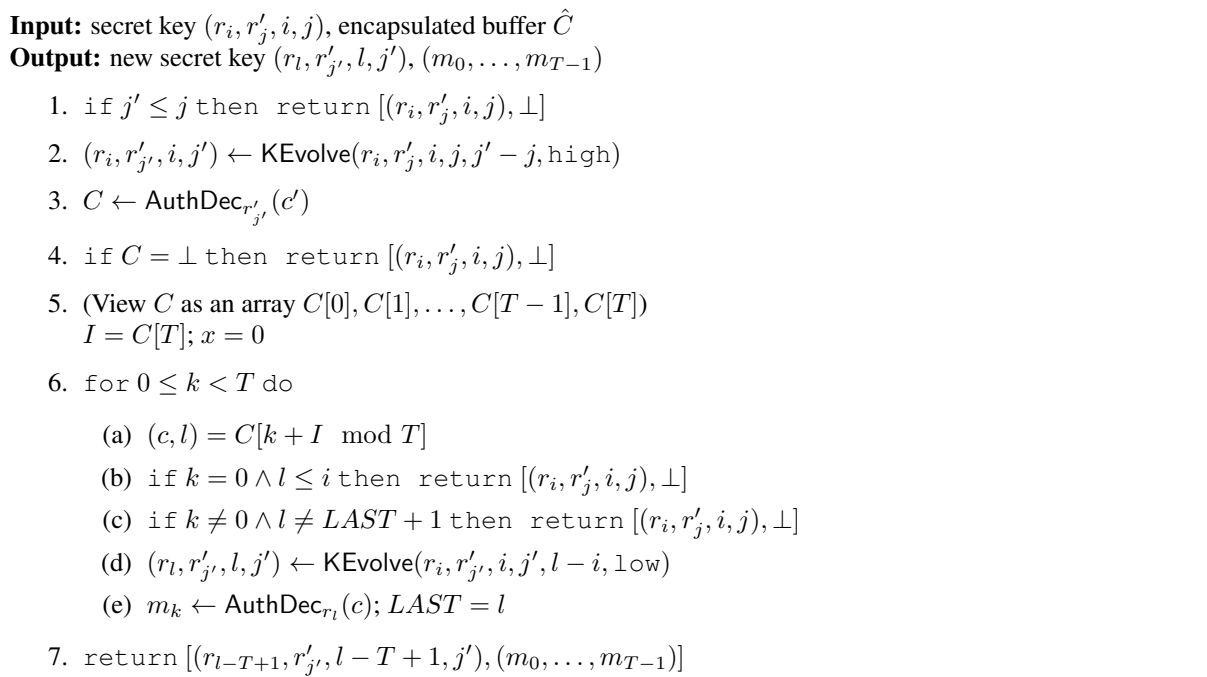 Input: secret key (r_i, r'_j, i, j), encapsulated buffer Ĉ
Output: new secret key (r_l, r'_{j'}, l, j'), (m_0, …, m_{T−1})
1. if j' ≤ j then return [(r_i, r'_j, i, j), ⊥]
2. (r_i, r'_{j'}, i, j') ← KEvolve(r_i, r'_j, i, j, j' − j, high)
3. C ← AuthDec_{r'_{j'}}(c')
4. if C = ⊥ then return [(r_i, r'_j, i, j), ⊥]
5. (View C as an array C[0], C[1], …, C[T − 1], C[T])
I = C[T]; x = 0
6. for 0 ≤ k < T do
(a) (c, l) = C[k + I mod T]
(b) if k = 0 ∧ l ≤ i then return [(r_i, r'_j, i, j), ⊥]
(c) if k ≠ 0 ∧ l ≠ LAST + 1 then return [(r_i, r'_j, i, j), ⊥]
(d) (r_l, r'_{j'}, l, j') ← KEvolve(r_i, r'_{j'}, i, j', l − i, low)
(e) m_k ← AuthDec_{r_l}(c); LAST = l
7. return [(r_{l−T+1}, r'_{j'}, l − T + 1, j'), (m_0, …, m_{T−1})]